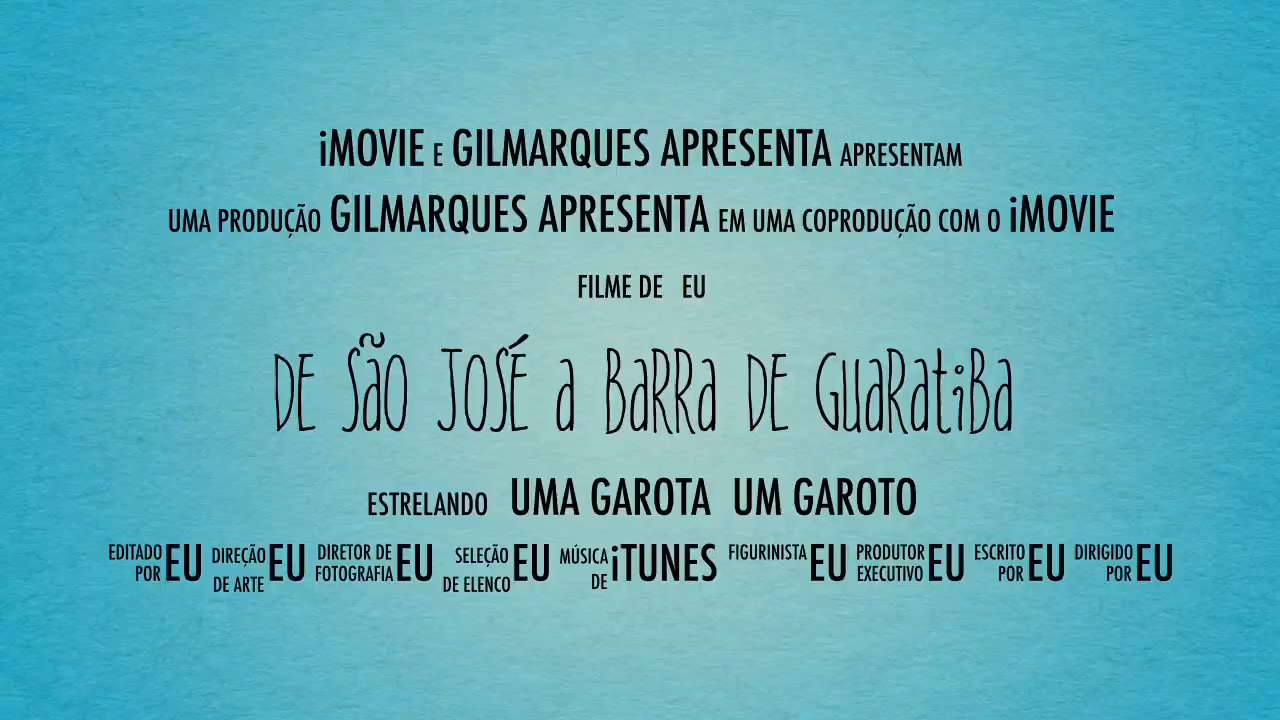 iMOVIE E GILMARQUES APRESENTA APRESENTAM
UMA PRODUÇÃO GILMARQUES APRESENTA EM UMA COPRODUÇÃO COM O iMOVIE
FILME DE EU
DE SÃO JOSÉ A BARRA DE GUARATIBA
ESTRELANDO UMA GAROTA UM GAROTO
EDITADO POR EU DIREÇÃO DE ARTE EU DIRETOR DE FOTOGRAFIA EU SELEÇÃO DE ELENCO EU MÚSICA DE iTUNES FIGURINISTA EU PRODUTOR EXECUTIVO EU ESCRITO POR EU DIRIGIDO POR EU